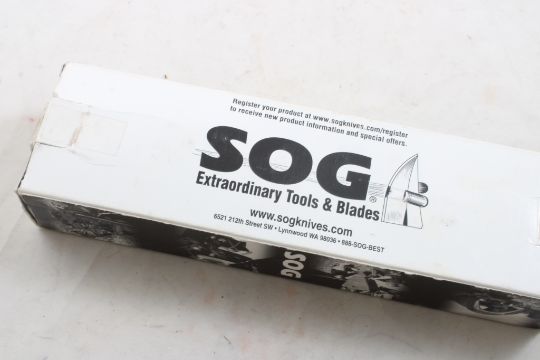 Register your product at www.sogknives.com/register
to receive new product information and special offers.
SOG®
Extraordinary Tools & Blades
www.sogknives.com
6521 212th Street SW • Lynnwood WA 98036 • 888-SOG-BEST
SOG